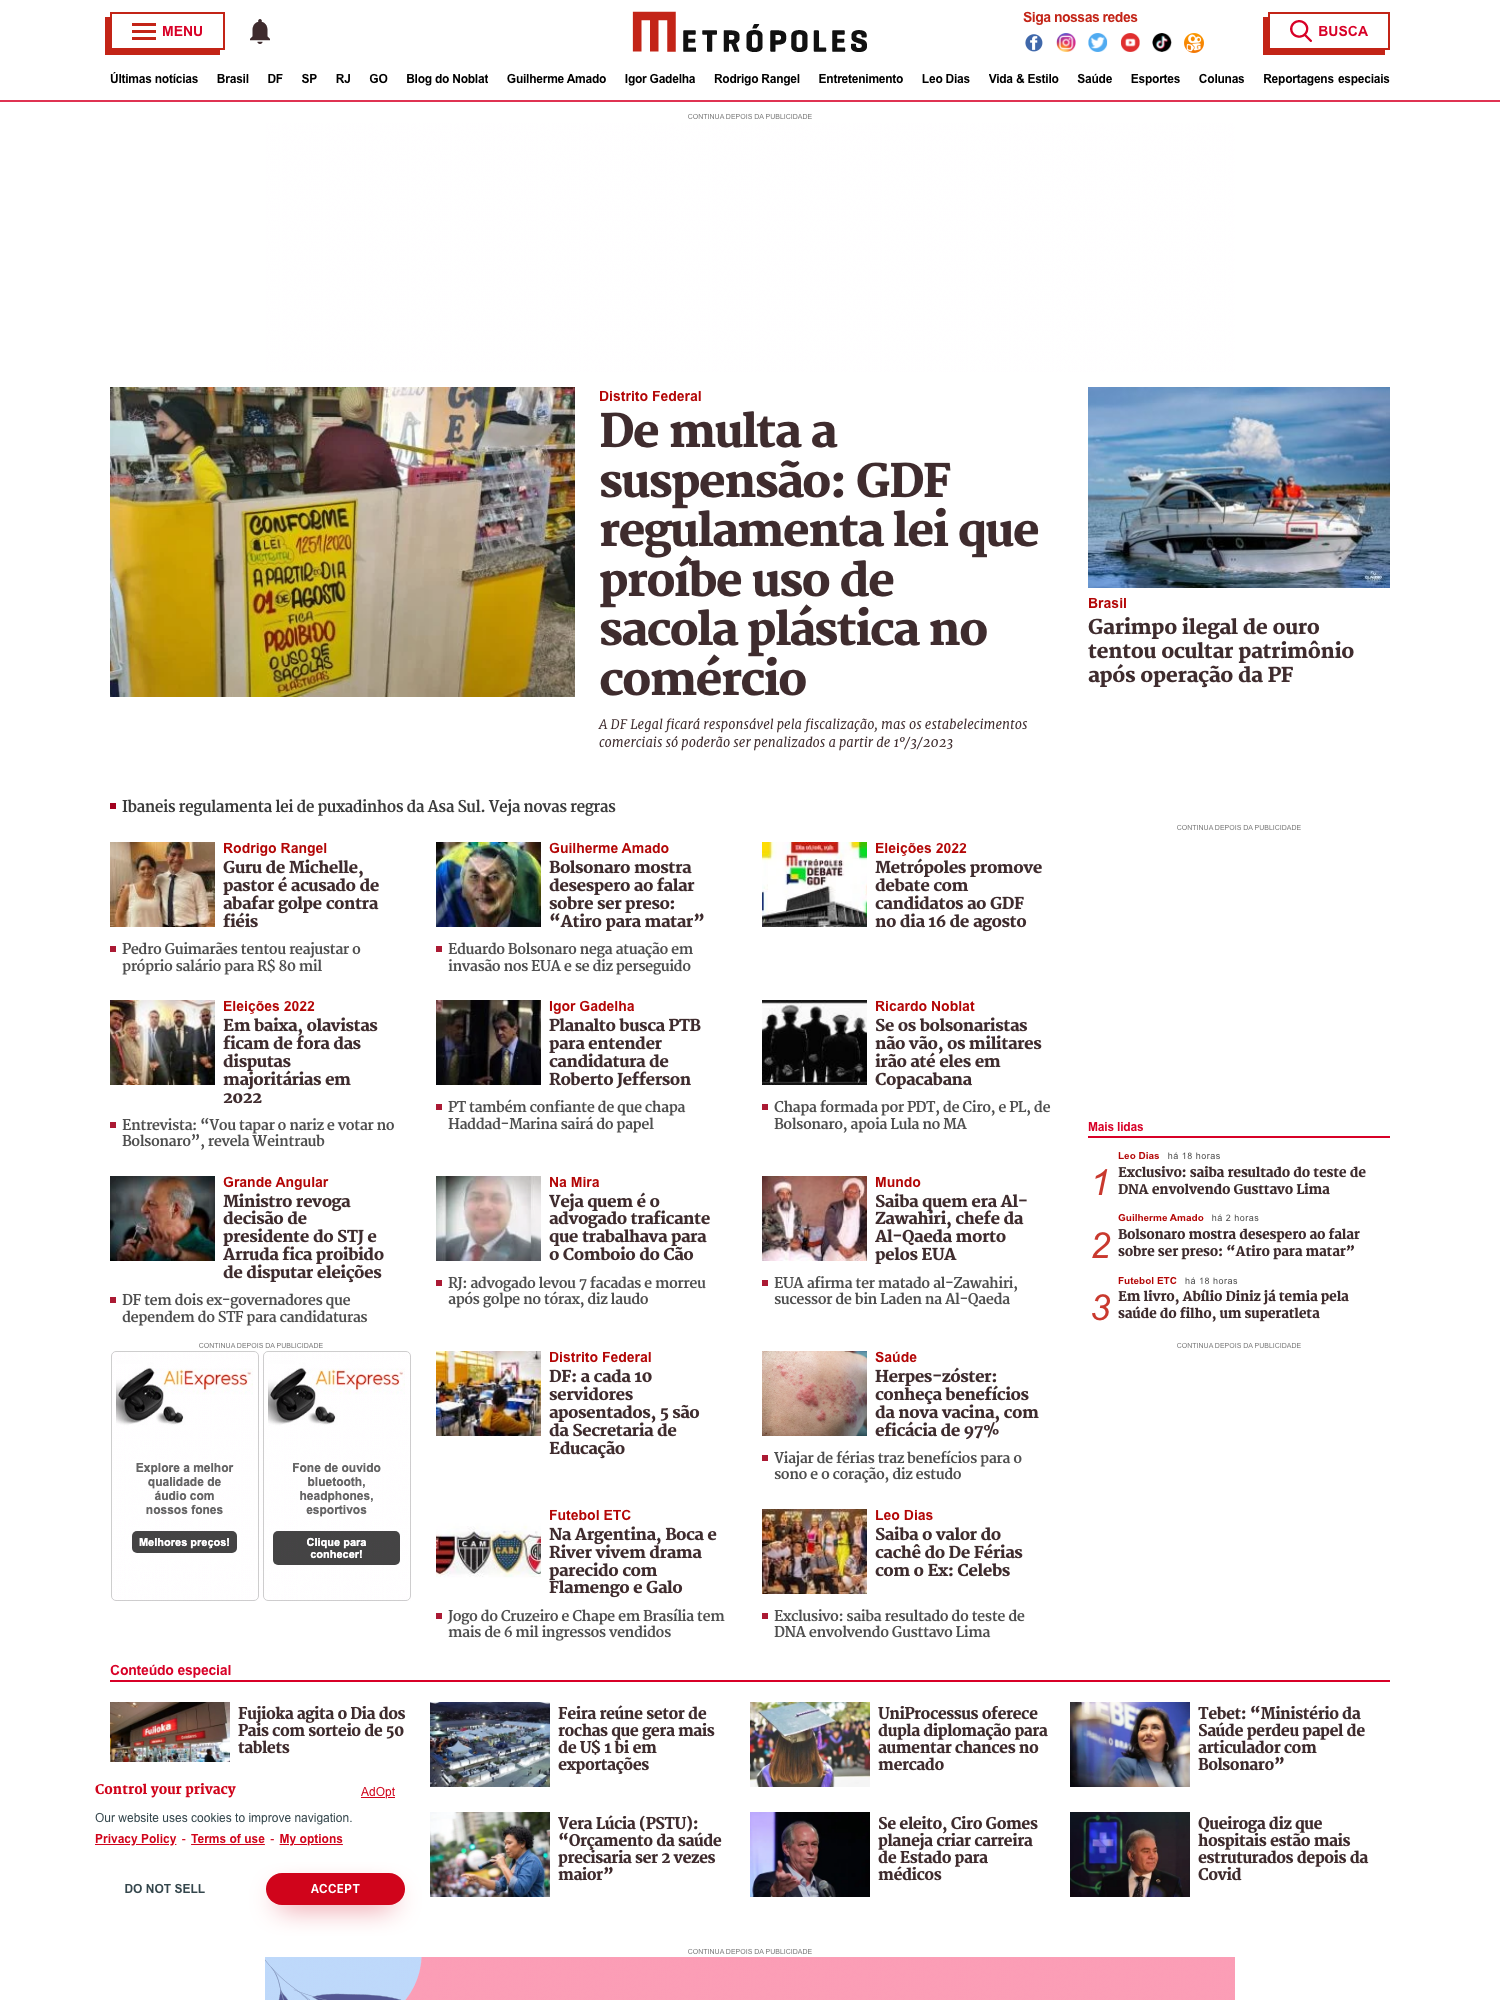 MENU
METRÓPOLES
Siga nossas redes
BUSCA
Últimas notícias Brasil DF SP RJ GO Blog do Noblat Guilherme Amado Igor Gadelha Rodrigo Rangel Entretenimento Leo Dias Vida & Estilo Saúde Esportes Colunas Reportagens especiais
CONTINUA DEPOIS DA PUBLICIDADE
CONFORME
LEI
1251/2020
A PARTIR DO DIA
01 DE AGOSTO
FICA
PROIBIDO
O USO DE
SACOLAS
PLÁSTICAS
Distrito Federal
De multa a
suspensão: GDF
regulamenta lei que
proíbe uso de
sacola plástica no
comércio
A DF Legal ficará responsável pela fiscalização, mas os estabelecimentos
comerciais só poderão ser penalizados a partir de 1º/3/2023
Brasil
Garimpo ilegal de ouro
tentou ocultar patrimônio
após operação da PF
Ibaneis regulamenta lei de puxadinhos da Asa Sul. Veja novas regras
CONTINUA DEPOIS DA PUBLICIDADE
Rodrigo Rangel
Guru de Michelle,
pastor é acusado de
abafar golpe contra
fiéis
Pedro Guimarães tentou reajustar o
próprio salário para R$ 80 mil
Guilherme Amado
Bolsonaro mostra
desespero ao falar
sobre ser preso:
“Atiro para matar”
Eduardo Bolsonaro nega atuação em
invasão nos EUA e se diz perseguido
METRÓPOLES
DEBATE
GDF
Eleições 2022
Metrópoles promove
debate com
candidatos ao GDF
no dia 16 de agosto
Eleições 2022
Em baixa, olavistas
ficam de fora das
disputas
majoritárias em
2022
Entrevista: “Vou tapar o nariz e votar no
Bolsonaro”, revela Weintraub
Igor Gadelha
Planalto busca PTB
para entender
candidatura de
Roberto Jefferson
PT também confiante de que chapa
Haddad-Marina sairá do papel
Ricardo Noblat
Se os bolsonaristas
não vão, os militares
irão até eles em
Copacabana
Chapa formada por PDT, de Ciro, e PL, de
Bolsonaro, apoia Lula no MA
Grande Angular
Ministro revoga
decisão de
presidente do STJ e
Arruda fica proibido
de disputar eleições
DF tem dois ex-governadores que
dependem do STF para candidaturas
Na Mira
Veja quem é o
advogado traficante
que trabalhava para
o Comboio do Cão
RJ: advogado levou 7 facadas e morreu
após golpe no tórax, diz laudo
Mundo
Saiba quem era Al-
Zawahiri, chefe da
Al-Qaeda morto
pelos EUA
EUA afirma ter matado al-Zawahiri,
sucessor de bin Laden na Al-Qaeda
Mais lidas
1
Leo Dias há 18 horas
Exclusivo: saiba resultado do teste de
DNA envolvendo Gusttavo Lima
2
Guilherme Amado há 2 horas
Bolsonaro mostra desespero ao falar
sobre ser preso: “Atiro para matar”
3
Futebol ETC há 18 horas
Em livro, Abílio Diniz já temia pela
saúde do filho, um superatleta
CONTINUA DEPOIS DA PUBLICIDADE
CONTINUA DEPOIS DA PUBLICIDADE
AliExpress
Explore a melhor
qualidade de
áudio com
nossos fones
Melhores preços!
AliExpress
Fone de ouvido
bluetooth,
headphones,
esportivos
Clique para
conhecer!
Distrito Federal
DF: a cada 10
servidores
aposentados, 5 são
da Secretaria de
Educação
Saúde
Herpes-zóster:
conheça benefícios
da nova vacina, com
eficácia de 97%
Viajar de férias traz benefícios para o
sono e o coração, diz estudo
CAM
CABJ
Futebol ETC
Na Argentina, Boca e
River vivem drama
parecido com
Flamengo e Galo
Jogo do Cruzeiro e Chape em Brasília tem
mais de 6 mil ingressos vendidos
Leo Dias
Saiba o valor do
cachê do De Férias
com o Ex: Celebs
Exclusivo: saiba resultado do teste de
DNA envolvendo Gusttavo Lima
Conteúdo especial
Fujioka
Fujioka agita o Dia dos
Pais com sorteio de 50
tablets
Feira reúne setor de
rochas que gera mais
de U$ 1 bi em
exportações
UniProcessus oferece
dupla diplomação para
aumentar chances no
mercado
Tebet: “Ministério da
Saúde perdeu papel de
articulador com
Bolsonaro”
Control your privacy
AdOpt
Our website uses cookies to improve navigation.
Privacy Policy - Terms of use - My options
DO NOT SELL
ACCEPT
Vera Lúcia (PSTU):
“Orçamento da saúde
precisaria ser 2 vezes
maior”
Se eleito, Ciro Gomes
planeja criar carreira
de Estado para
médicos
Queiroga diz que
hospitais estão mais
estruturados depois da
Covid
CONTINUA DEPOIS DA PUBLICIDADE